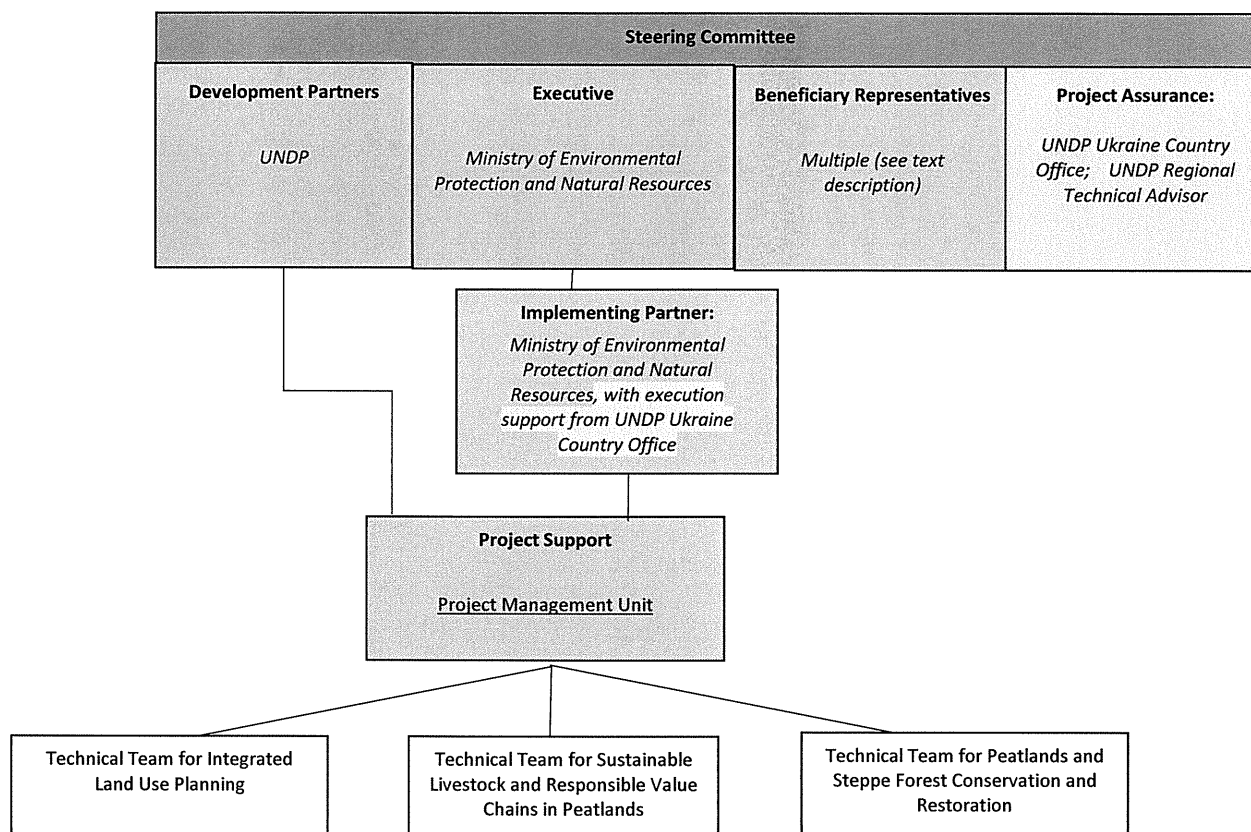 Steering Committee
Development Partners
UNDP
Executive
Ministry of Environmental
Protection and Natural Resources
Beneficiary Representatives
Multiple (see text
description)
Project Assurance:
UNDP Ukraine Country
Office; UNDP Regional
Technical Advisor
Implementing Partner:
Ministry of Environmental
Protection and Natural
Resources, with execution
support from UNDP Ukraine
Country Office
Project Support
Project Management Unit
Technical Team for Integrated
Land Use Planning
Technical Team for Sustainable
Livestock and Responsible Value
Chains in Peatlands
Technical Team for Peatlands and
Steppe Forest Conservation and
Restoration